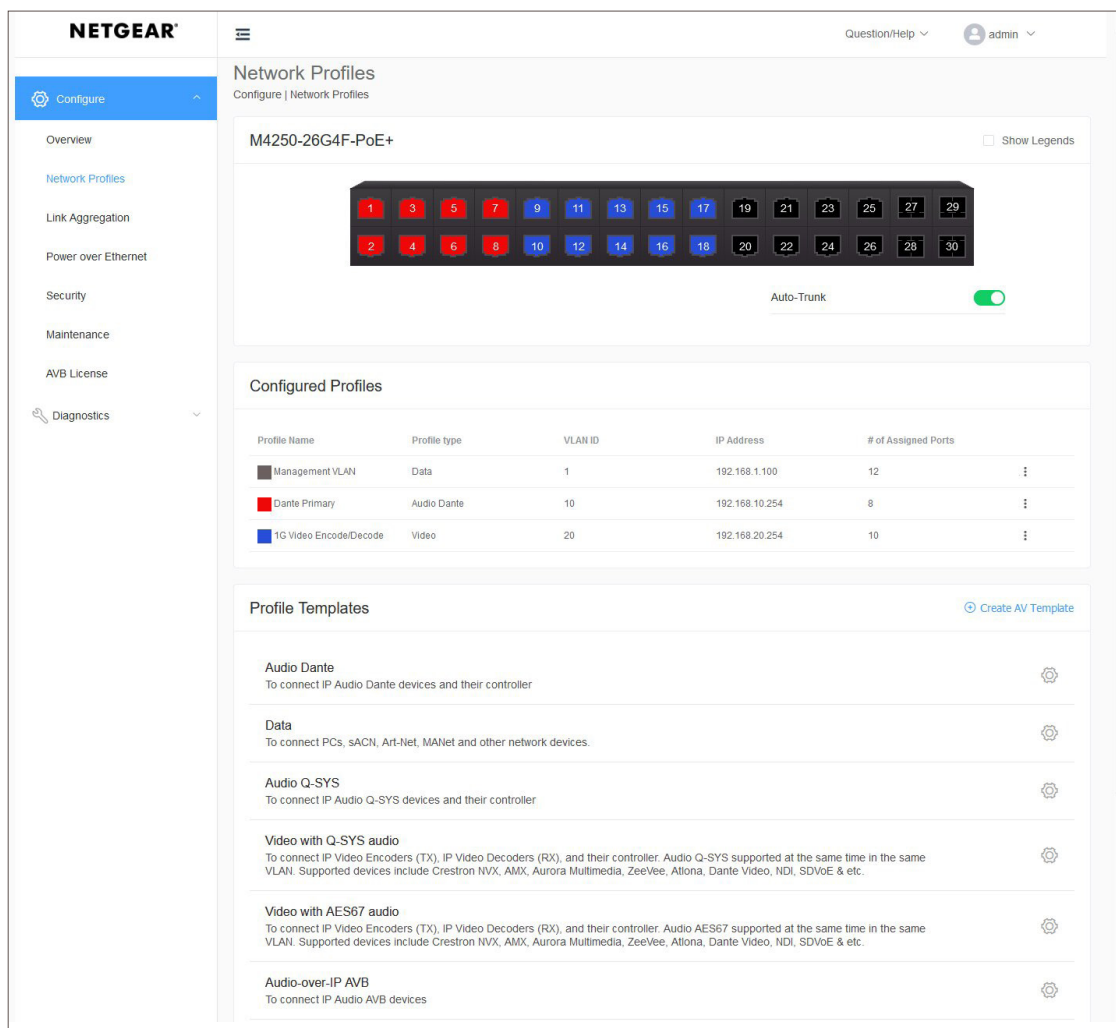 NETGEAR®
Question/Help
admin
Configure
Overview
Network Profiles
Link Aggregation
Power over Ethernet
Security
Maintenance
AVB License
Diagnostics
Network Profiles
Configure | Network Profiles
M4250-26G4F-PoE+
Show Legends
1 3 5 7 9 11 13 15 17 19 21 23 25 27 29
2 4 6 8 10 12 14 16 18 20 22 24 26 28 30
Auto-Trunk
Configured Profiles
Profile Name Profile type VLAN ID IP Address # of Assigned Ports
Management VLAN Data 1 192.168.1.100 12
Dante Primary Audio Dante 10 192.168.10.254 8
1G Video Encode/Decode Video 20 192.168.20.254 10
Profile Templates
Create AV Template
Audio Dante
To connect IP Audio Dante devices and their controller
Data
To connect PCs, sACN, Art-Net, MANet and other network devices.
Audio Q-SYS
To connect IP Audio Q-SYS devices and their controller
Video with Q-SYS audio
To connect IP Video Encoders (TX), IP Video Decoders (RX), and their controller. Audio Q-SYS supported at the same time in the same
VLAN. Supported devices include Crestron NVX, AMX, Aurora Multimedia, ZeeVee, Atlona, Dante Video, NDI, SDVoE & etc.
Video with AES67 audio
To connect IP Video Encoders (TX), IP Video Decoders (RX), and their controller. Audio AES67 supported at the same time in the same
VLAN. Supported devices include Crestron NVX, AMX, Aurora Multimedia, ZeeVee, Atlona, Dante Video, NDI, SDVoE & etc.
Audio-over-IP AVB
To connect IP Audio AVB devices